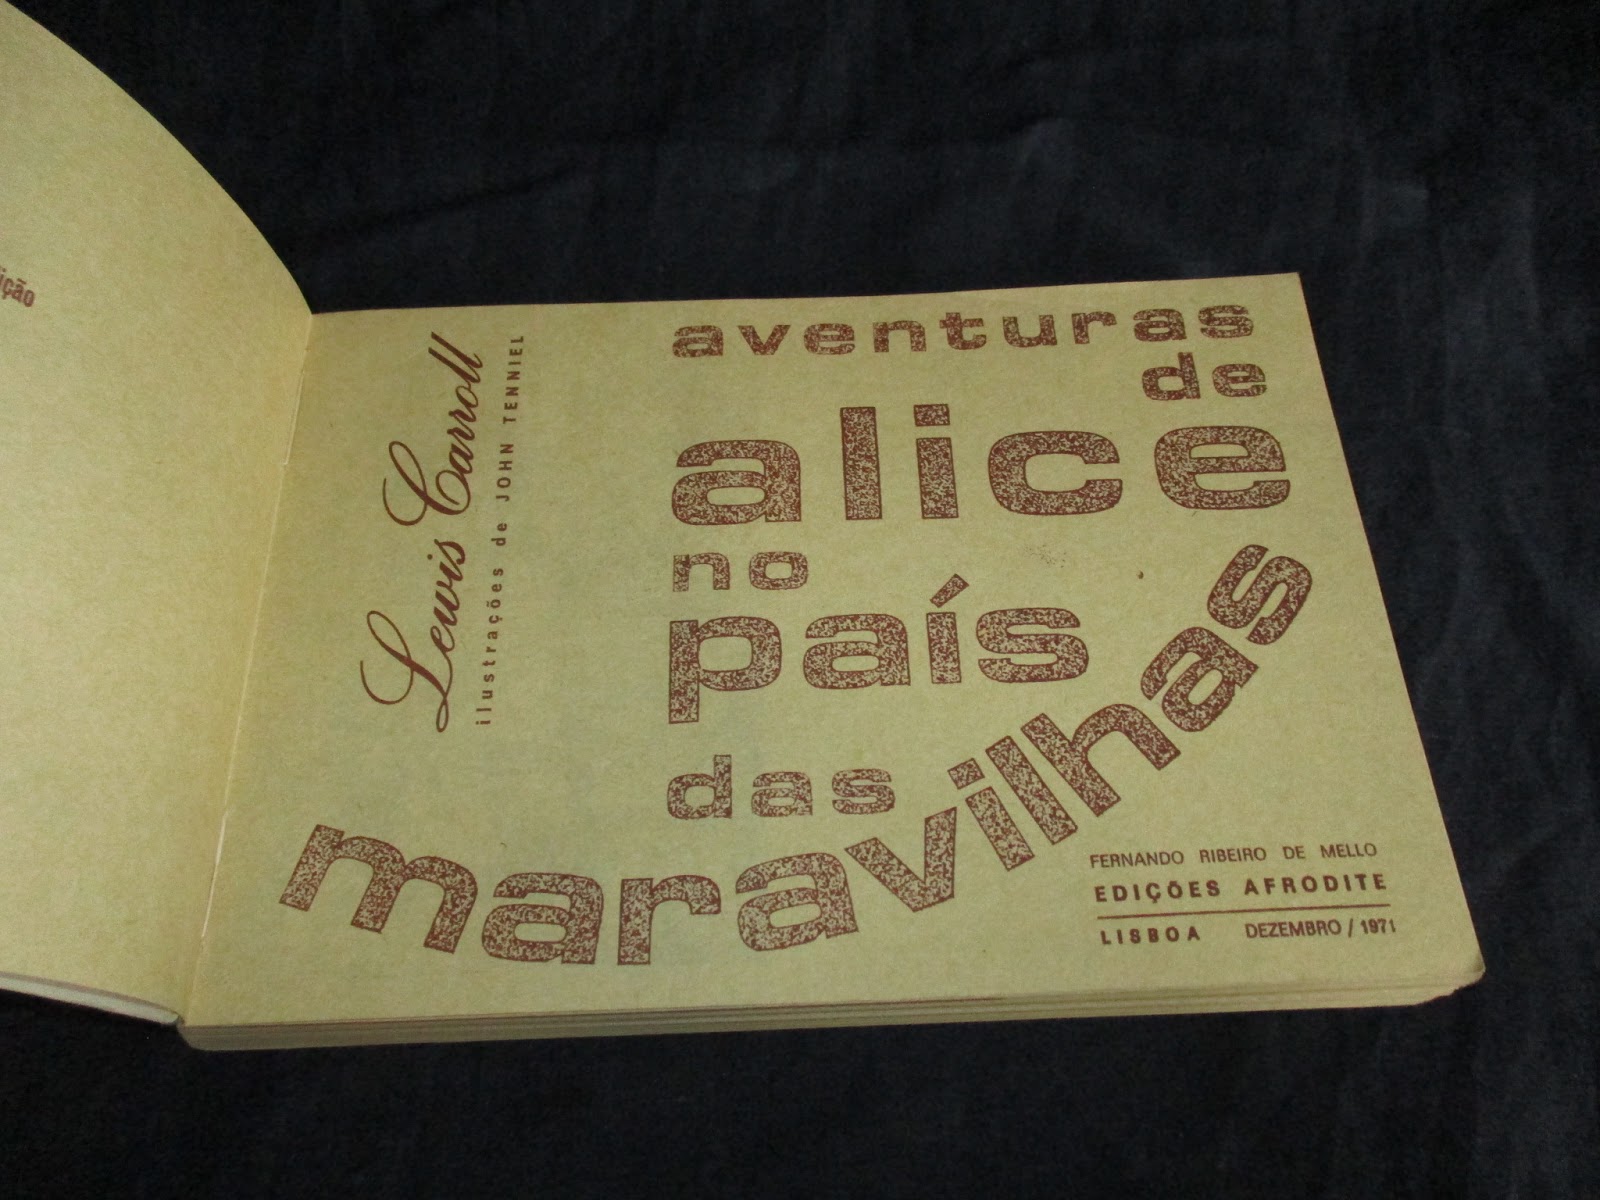 ição
Lewis Carroll
ilustrações de JOHN TENNIEL
aventuras
de
alice
no
país
das
maravilhas
FERNANDO RIBEIRO DE MELLO
EDIÇÕES AFRODITE
LISBOA DEZEMBRO / 1971